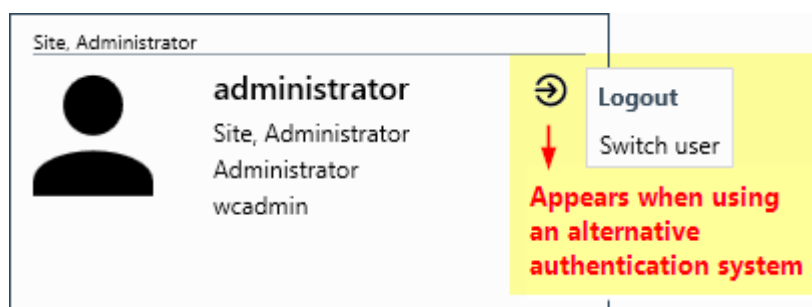 Site, Administrator
administrator
Site, Administrator
Administrator
wcadmin
Logout
Switch user
Appears when using
an alternative
authentication system